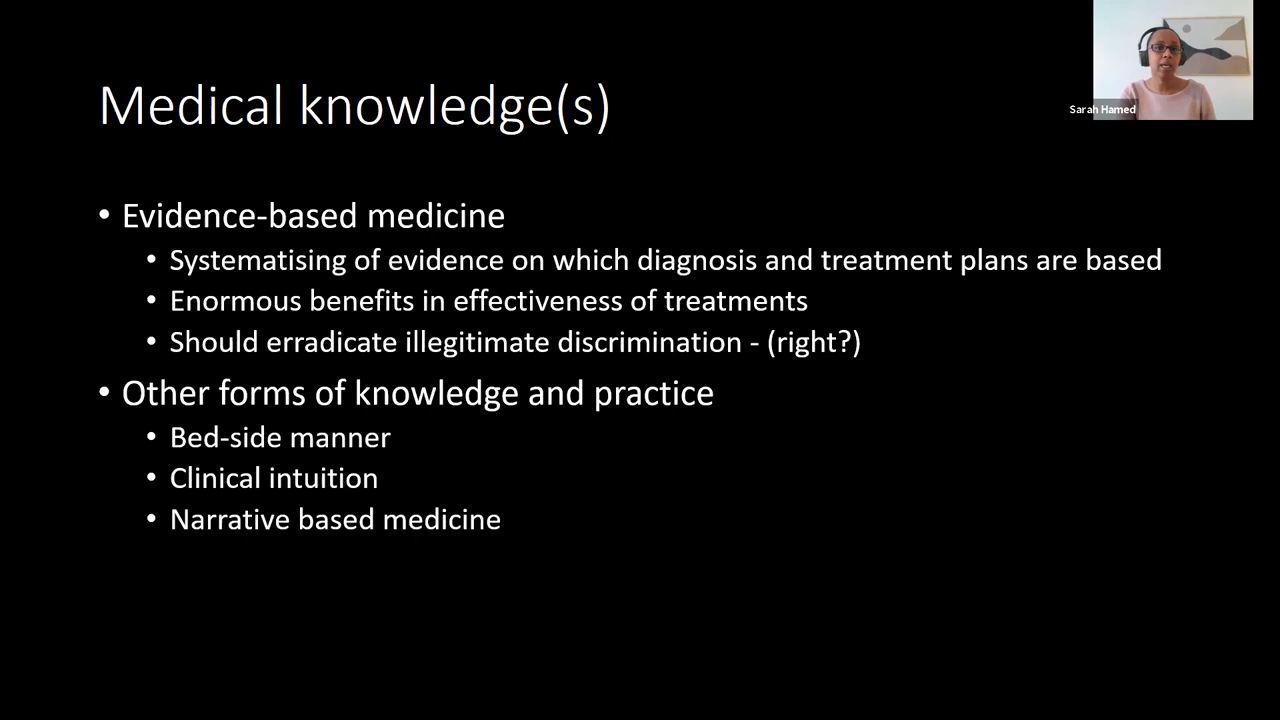 Medical knowledge(s)
Sarah Hamed
• Evidence-based medicine
• Systematising of evidence on which diagnosis and treatment plans are based
• Enormous benefits in effectiveness of treatments
• Should erradicate illegitimate discrimination - (right?)
• Other forms of knowledge and practice
• Bed-side manner
• Clinical intuition
• Narrative based medicine